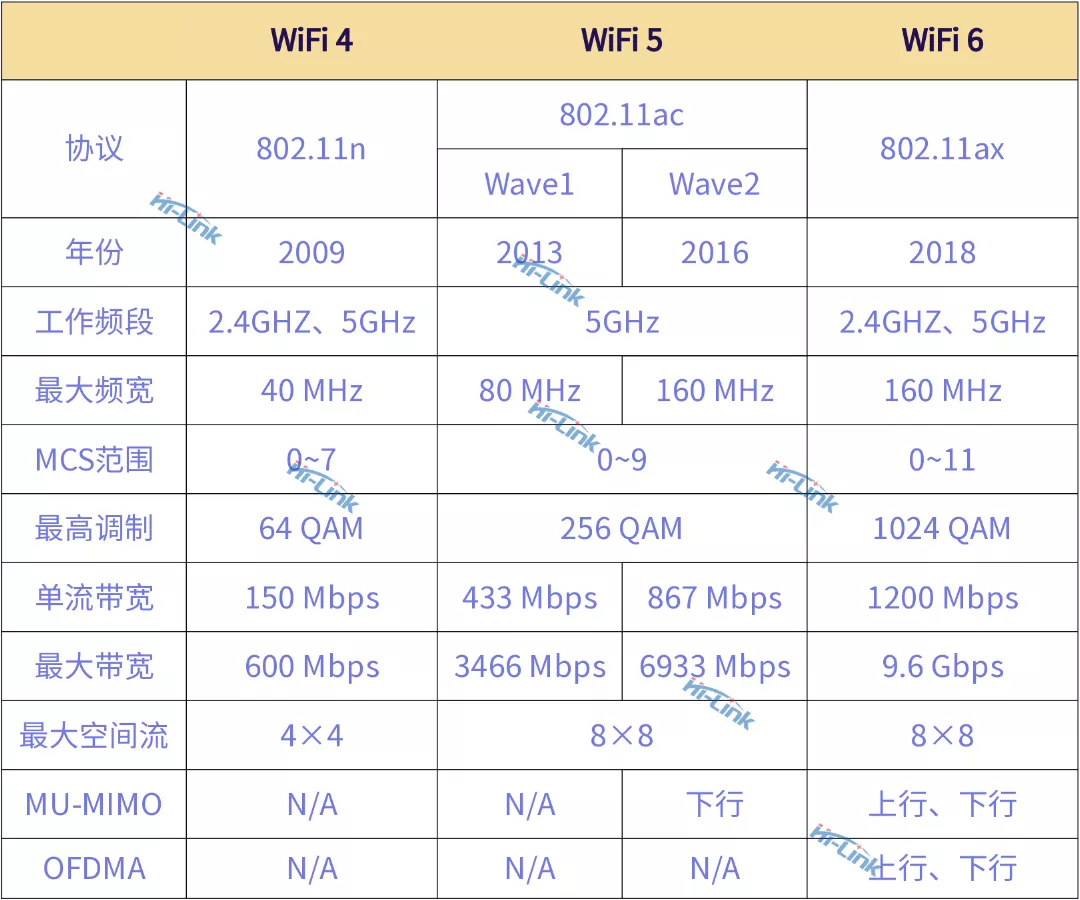 WiFi 4 WiFi 5 WiFi 6
协议 802.11n 802.11ac 802.11ax
Wave1 Wave2
年份 2009 2013 2016 2018
工作频段 2.4GHZ、5GHz 5GHz 2.4GHZ、5GHz
最大频宽 40 MHz 80 MHz 160 MHz 160 MHz
MCS范围 0~7 0~9 0~11
最高调制 64 QAM 256 QAM 1024 QAM
单流带宽 150 Mbps 433 Mbps 867 Mbps 1200 Mbps
最大带宽 600 Mbps 3466 Mbps 6933 Mbps 9.6 Gbps
最大空间流 4×4 8×8 8×8
MU-MIMO N/A N/A 下行 上行、下行
OFDMA N/A N/A N/A 上行、下行
Hi-Link
Hi-Link
Hi-Link
Hi-Link
Hi-Link
Hi-Link
Hi-Link